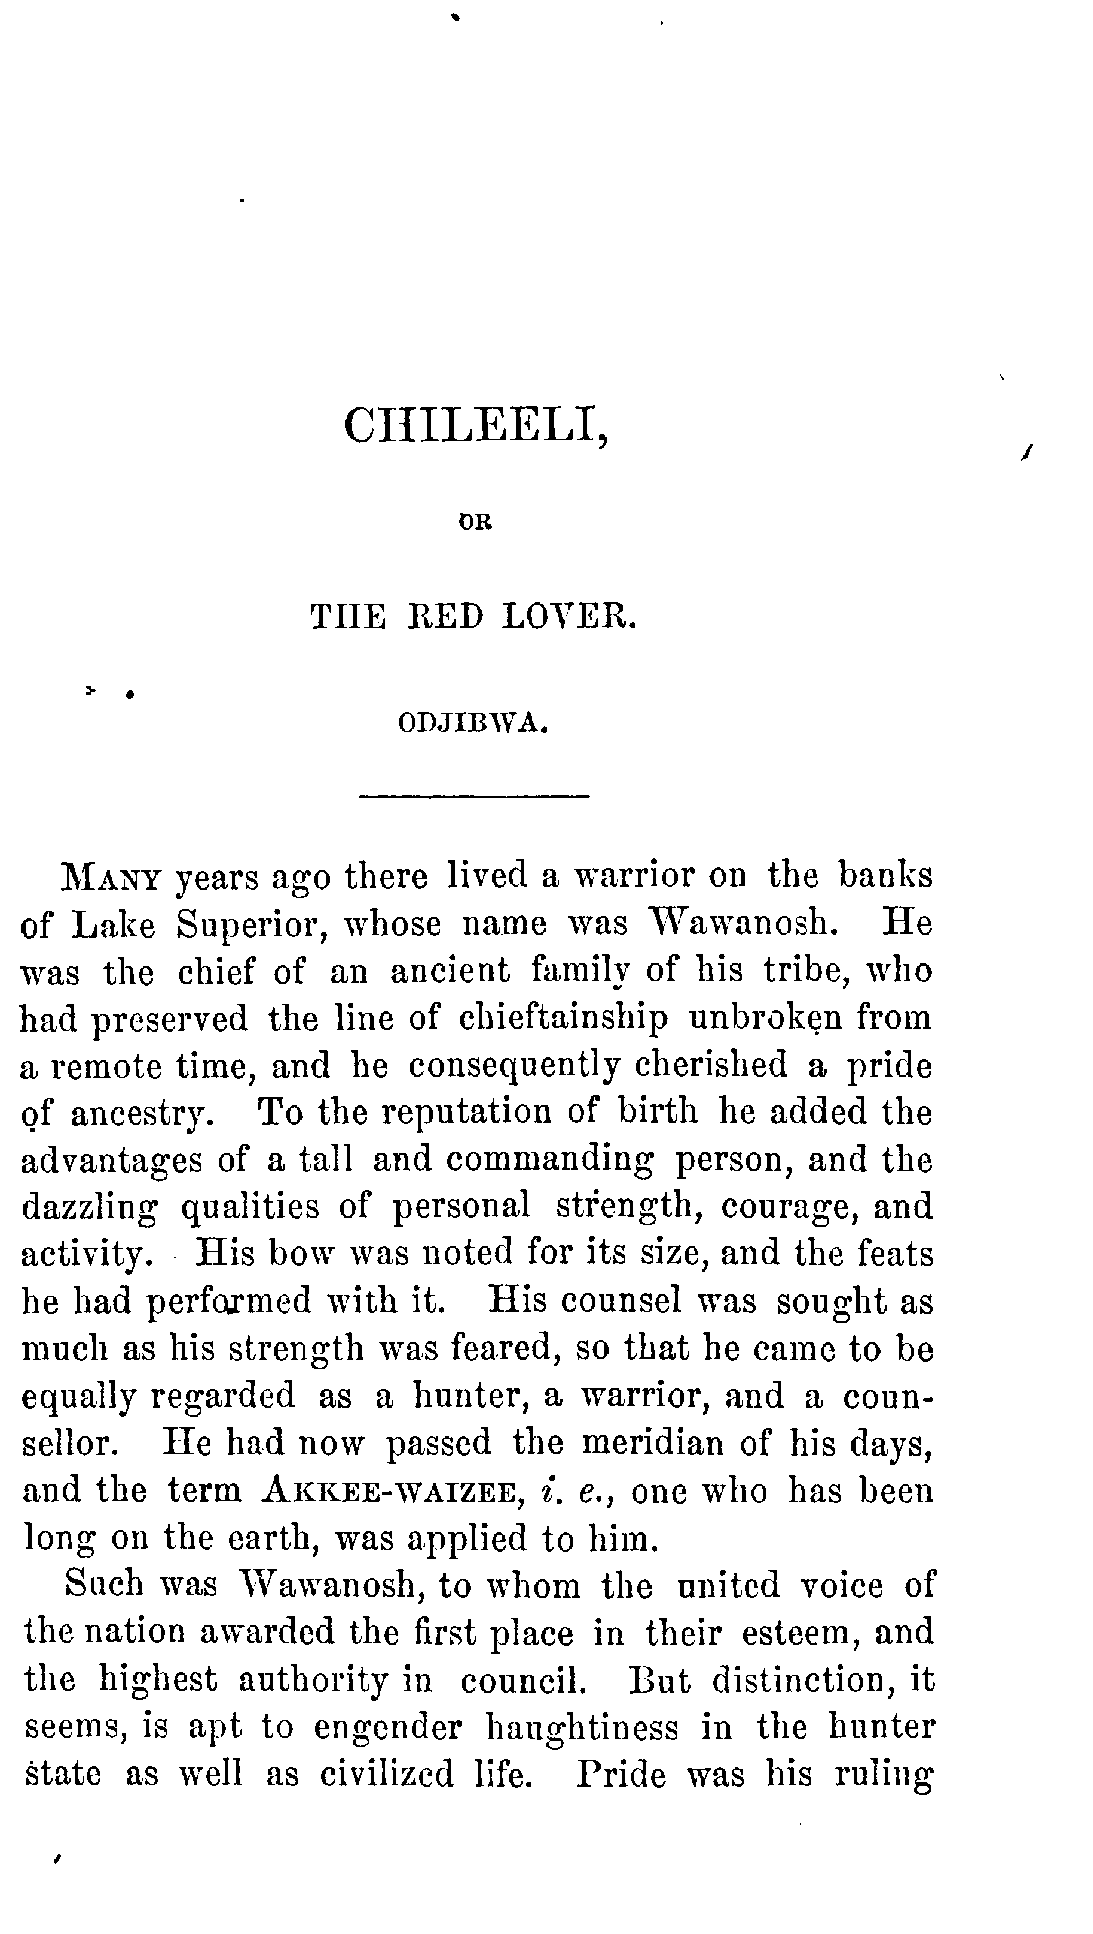 CHILEELI,
OR
THE RED LOVER.
ODJIBWA.
MANY years ago there lived a warrior on the banks
of Lake Superior, whose name was Wawanosh. He
was the chief of an ancient family of his tribe, who
had preserved the line of chieftainship unbroken from
a remote time, and he consequently cherished a pride
of ancestry. To the reputation of birth he added the
advantages of a tall and commanding person, and the
dazzling qualities of personal strength, courage, and
activity. His bow was noted for its size, and the feats
he had performed with it. His counsel was sought as
much as his strength was feared, so that he came to be
equally regarded as a hunter, a warrior, and a coun-
sellor. He had now passed the meridian of his days,
and the term AKKEE-WAIZEE, i. e., one who has been
long on the earth, was applied to him.
Such was Wawanosh, to whom the united voice of
the nation awarded the first place in their esteem, and
the highest authority in council. But distinction, it
seems, is apt to engender haughtiness in the hunter
state as well as civilized life. Pride was his ruling